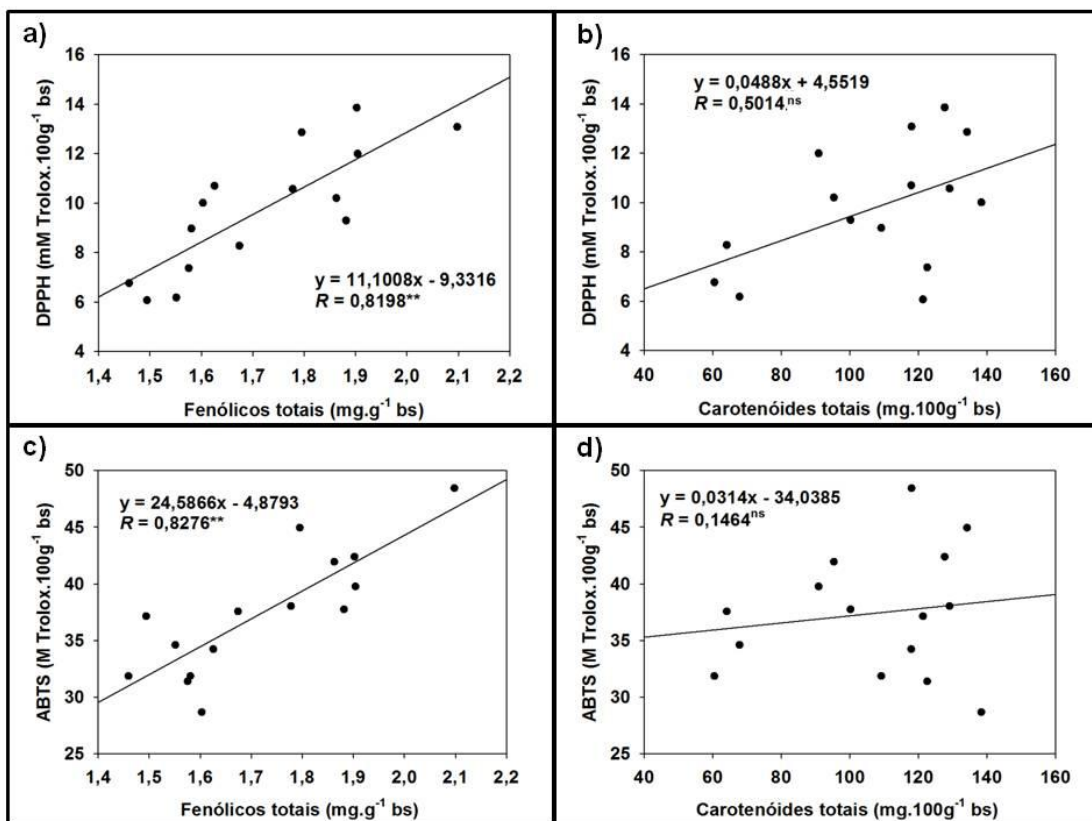 a)
16
14
12
10
8
6
4
DPPH (mM Trolox.100g⁻¹ bs)
y = 11,1008x - 9,3316
R = 0,8198**
1,4 1,5 1,6 1,7 1,8 1,9 2,0 2,1 2,2
Fenólicos totais (mg.g⁻¹ bs)
b)
16
14
12
10
8
6
4
DPPH (mM Trolox.100g⁻¹ bs)
y = 0,0488x + 4,5519
R = 0,5014ⁿˢ
40 60 80 100 120 140 160
Carotenóides totais (mg.100g⁻¹ bs)
c)
50
45
40
35
30
25
ABTS (M Trolox.100g⁻¹ bs)
y = 24,5866x - 4,8793
R = 0,8276**
1,4 1,5 1,6 1,7 1,8 1,9 2,0 2,1 2,2
Fenólicos totais (mg.g⁻¹ bs)
d)
50
45
40
35
30
25
ABTS (M Trolox.100g⁻¹ bs)
y = 0,0314x - 34,0385
R = 0,1464ⁿˢ
40 60 80 100 120 140 160
Carotenóides totais (mg.100g⁻¹ bs)